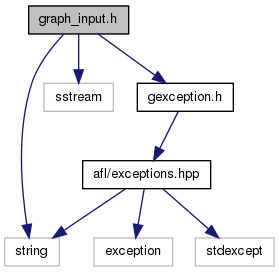 graph_input.h
sstream
gexception.h
afl/exceptions.hpp
string
exception
stdexcept